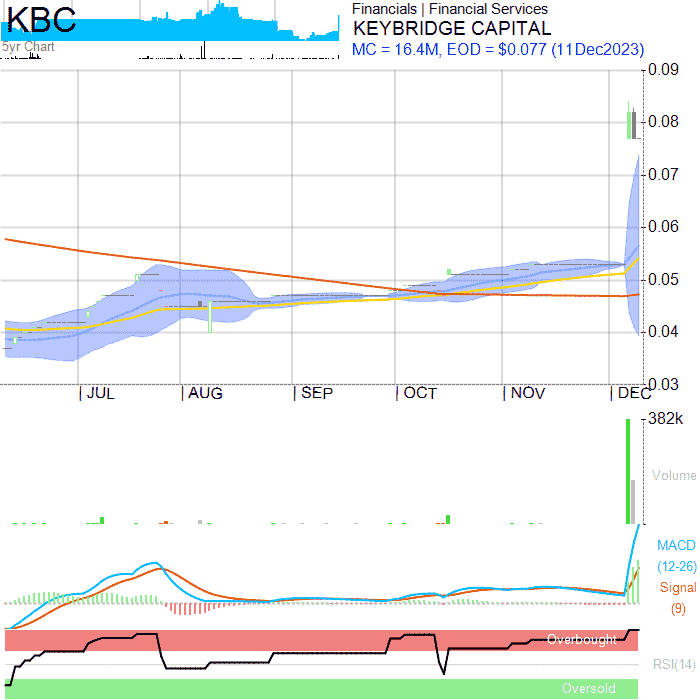 KBC
5yr Chart
Financials | Financial Services
KEYBRIDGE CAPITAL
MC = 16.4M, EOD = $0.077 (11Dec2023)
0.09
0.08
0.07
0.06
0.05
0.04
0.03
JUL AUG SEP OCT NOV DEC
382k
Volume
MACD
(12-26)
Signal
(9)
Overbought
RSI(14)
Oversold